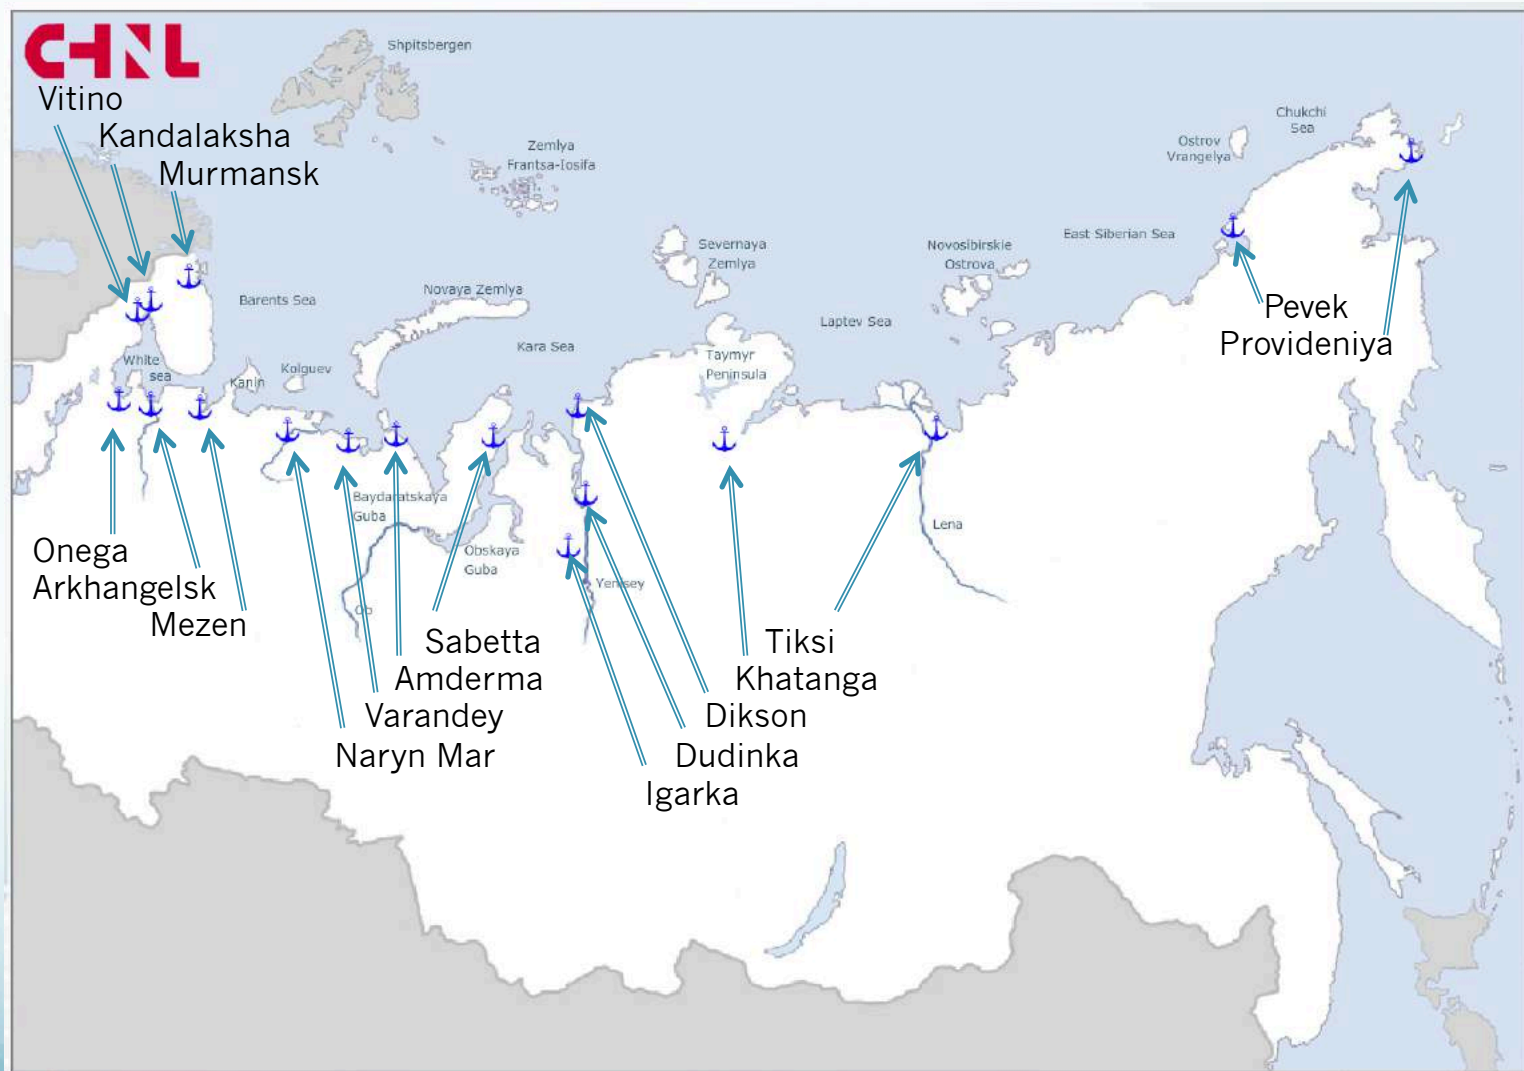 CHNL
Shpitsbergen
Vitino
Kandalaksha
Murmansk
Zemlya
Frantsa-Iosifa
Chukchi
Sea
Ostrov
Vrangelya
Severnaya
Zemlya
Novosibirskie
Ostrova
East Siberian Sea
Barents Sea
Novaya Zemlya
Laptev Sea
Kara Sea
Pevek
Provideniya
White
sea
Kolguev
Kanin
Taymyr
Peninsula
Baydaratskaya
Guba
Obskaya
Guba
Lena
Yenisey
Ob
Onega
Arkhangelsk
Mezen
Sabetta
Amderma
Varandey
Naryn Mar
Tiksi
Khatanga
Dikson
Dudinka
Igarka